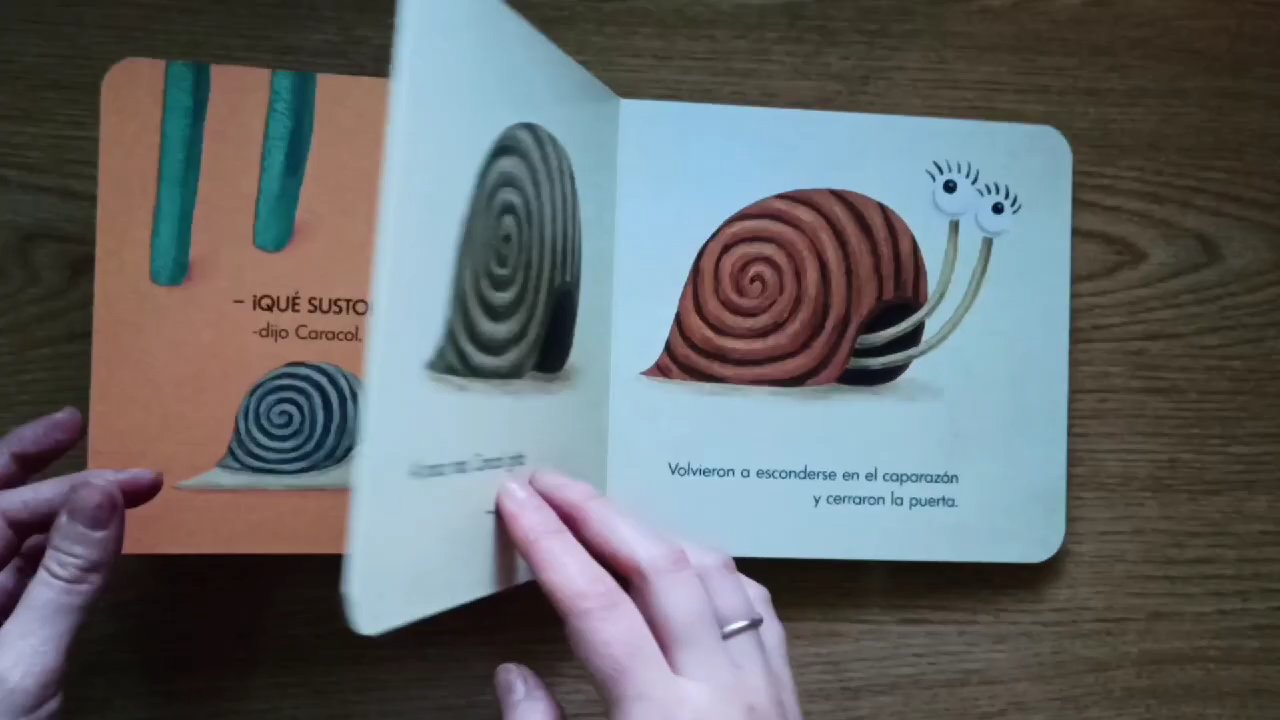 – ¡QUÉ SUSTO
-dijo Caracol.
Volvieron a esconderse en el caparazón
y cerraron la puerta.